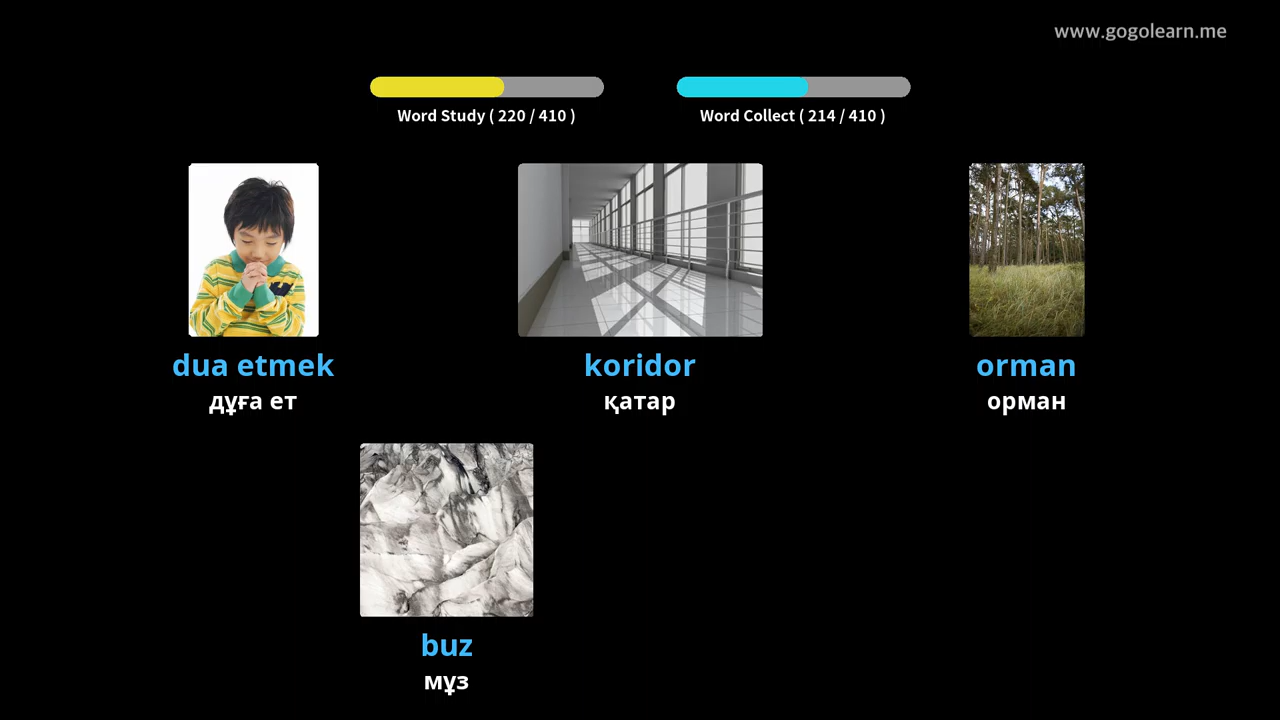 www.gogolearn.me
Word Study ( 220 / 410 )
Word Collect ( 214 / 410 )
dua etmek
дұға ет
koridor
қатар
orman
орман
buz
мұз